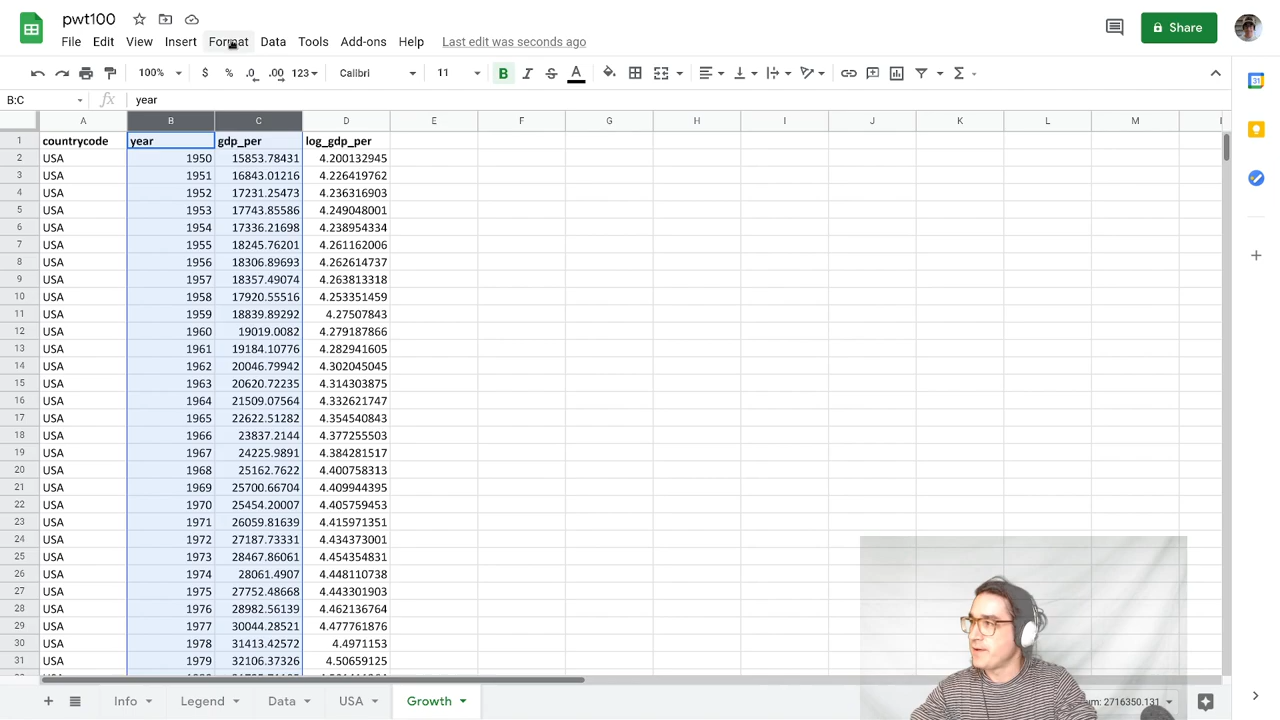 pwt100
File Edit View Insert Format Data Tools Add-ons Help Last edit was seconds ago
Share
100% $ % .0 .00 123 Calibri 11 B I S A
B:C fx year
A B C D E F G H I J K L M
1 countrycode year gdp_per log_gdp_per
2 USA 1950 15853.78431 4.200132945
3 USA 1951 16843.01216 4.226419762
4 USA 1952 17231.25473 4.236316903
5 USA 1953 17743.85586 4.249048001
6 USA 1954 17336.21698 4.238954334
7 USA 1955 18245.76201 4.261162006
8 USA 1956 18306.89693 4.262614737
9 USA 1957 18357.49074 4.263813318
10 USA 1958 17920.55516 4.253351459
11 USA 1959 18839.89292 4.27507843
12 USA 1960 19019.0082 4.279187866
13 USA 1961 19184.10776 4.282941605
14 USA 1962 20046.79942 4.302045045
15 USA 1963 20620.72235 4.314303875
16 USA 1964 21509.07564 4.332621747
17 USA 1965 22622.51282 4.354540843
18 USA 1966 23837.2144 4.377255503
19 USA 1967 24225.9891 4.384281517
20 USA 1968 25162.7622 4.400758313
21 USA 1969 25700.66704 4.409944395
22 USA 1970 25454.20007 4.405759453
23 USA 1971 26059.81639 4.415971351
24 USA 1972 27187.73331 4.434373001
25 USA 1973 28467.86061 4.454354831
26 USA 1974 28061.4907 4.448110738
27 USA 1975 27752.48668 4.443301903
28 USA 1976 28982.56139 4.462136764
29 USA 1977 30044.28521 4.477761876
30 USA 1978 31413.42572 4.4971153
31 USA 1979 32106.37326 4.50659125
Info Legend Data USA Growth um: 2716350.131